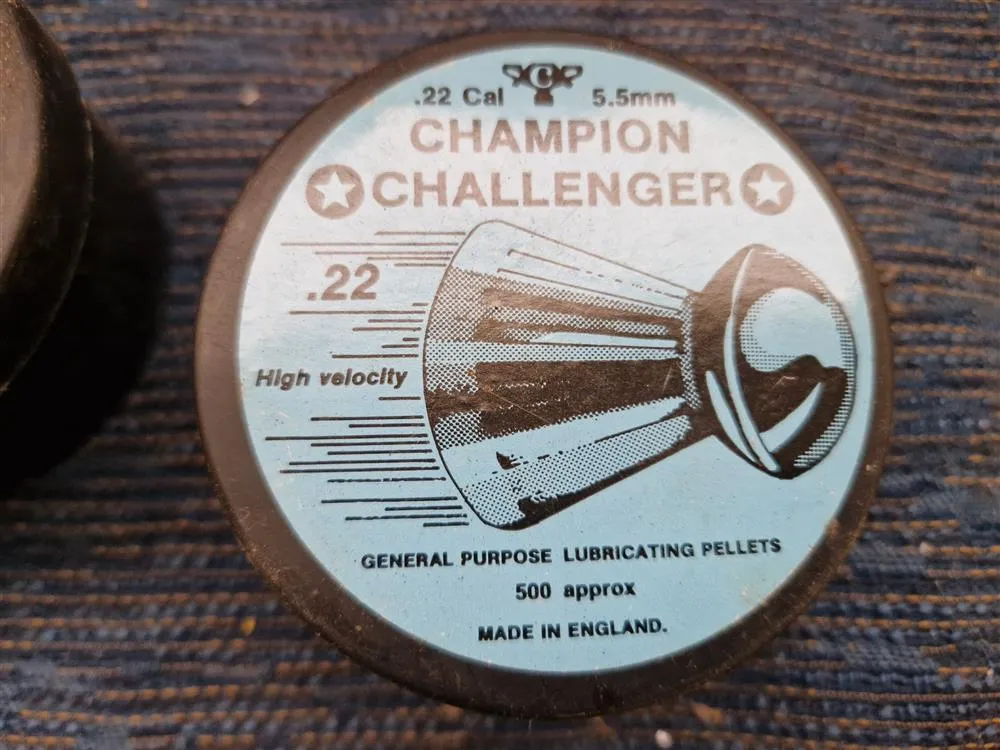 C
.22 Cal 5.5mm
CHAMPION
CHALLENGER
.22
High velocity
GENERAL PURPOSE LUBRICATING PELLETS
500 approx
MADE IN ENGLAND.